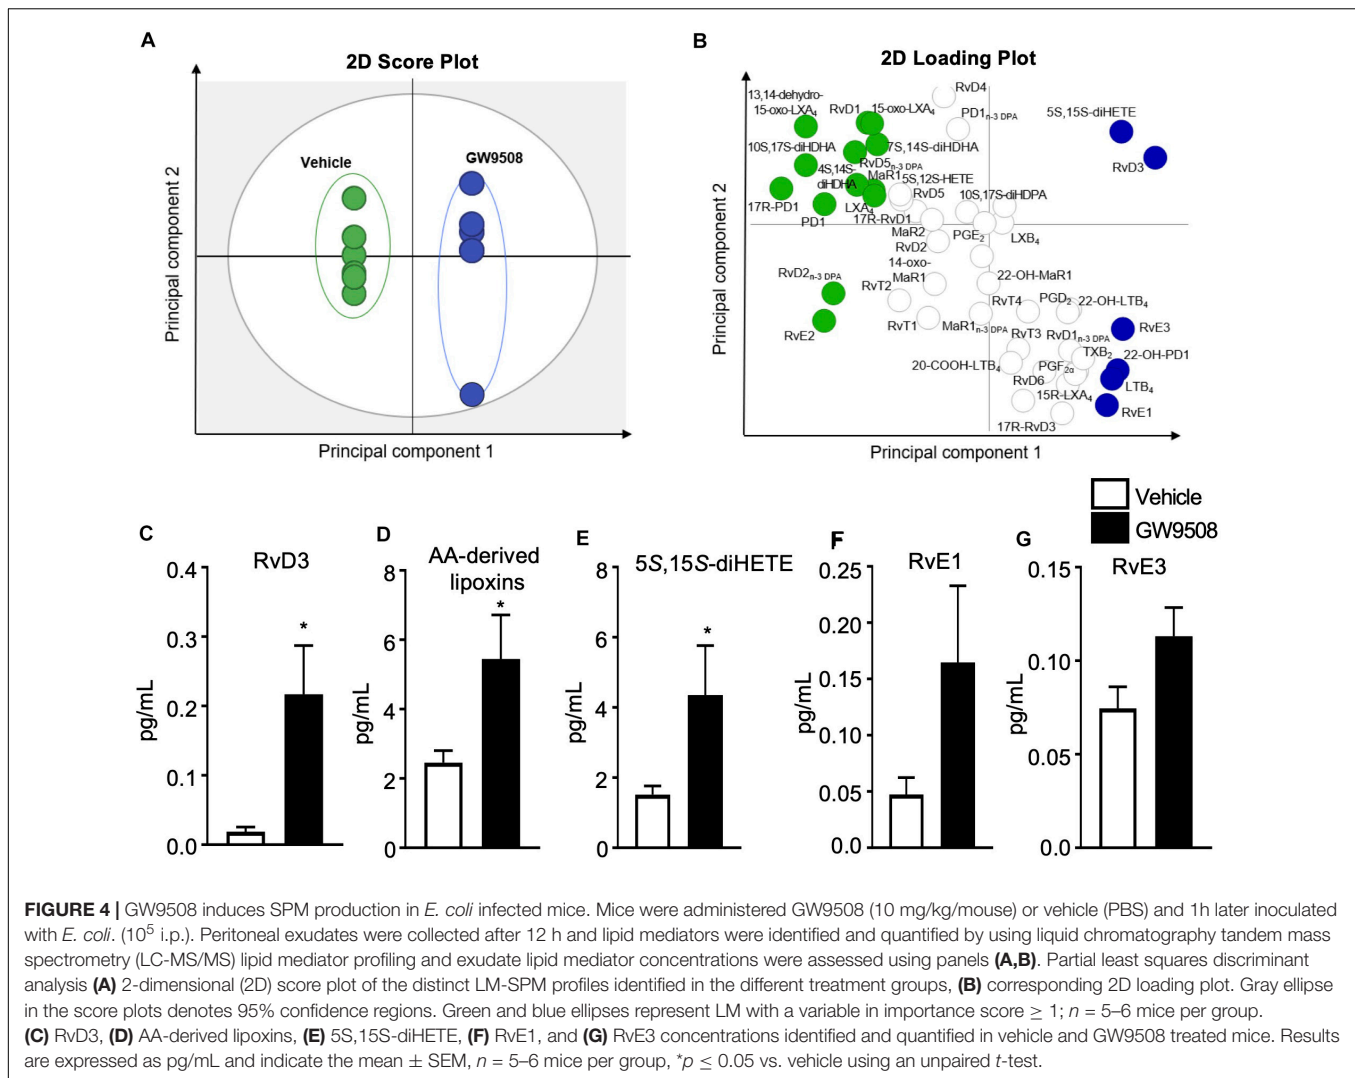 A
2D Score Plot
Vehicle
GW9508
Principal component 2
Principal component 1
B
2D Loading Plot
13,14-dehydro-
15-oxo-LXA4
RvD1
15-oxo-LXA4
RvD4
PD1n-3 DPA
5S,15S-diHETE
RvD3
10S,17S-diHDHA
7S,14S-diHDHA
4S,14S-
diHDHA
RvD5n-3 DPA
MaR1
5S,12S-HETE
RvD5
10S,17S-diHDPA
17R-PD1
PD1
LXA4
17R-RvD1
MaR2
RvD2
PGE2
LXB4
14-oxo-
MaR1
22-OH-MaR1
RvD2n-3 DPA
RvT2
RvE2
RvT1
MaR1n-3 DPA
RvT4
PGD2
22-OH-LTB4
RvE3
RvT3
RvD1n-3 DPA
TXB2
22-OH-PD1
20-COOH-LTB4
PGF2α
RvD6
LTB4
15R-LXA4
RvE1
17R-RvD3
Principal component 2
Principal component 1
Vehicle
GW9508
C
RvD3
pg/mL
0.4
0.3
0.2
0.1
0.0
*
D
AA-derived
lipoxins
pg/mL
8
6
4
2
0
*
E
5S,15S-diHETE
pg/mL
8
6
4
2
0
*
F
RvE1
pg/mL
0.25
0.20
0.15
0.10
0.05
0.0
G
RvE3
pg/mL
0.15
0.10
0.05
0.0
FIGURE 4 | GW9508 induces SPM production in E. coli infected mice. Mice were administered GW9508 (10 mg/kg/mouse) or vehicle (PBS) and 1h later inoculated
with E. coli. (10⁵ i.p.). Peritoneal exudates were collected after 12 h and lipid mediators were identified and quantified by using liquid chromatography tandem mass
spectrometry (LC-MS/MS) lipid mediator profiling and exudate lipid mediator concentrations were assessed using panels (A,B). Partial least squares discriminant
analysis (A) 2-dimensional (2D) score plot of the distinct LM-SPM profiles identified in the different treatment groups, (B) corresponding 2D loading plot. Gray ellipse
in the score plots denotes 95% confidence regions. Green and blue ellipses represent LM with a variable in importance score ≥ 1; n = 5–6 mice per group.
(C) RvD3, (D) AA-derived lipoxins, (E) 5S,15S-diHETE, (F) RvE1, and (G) RvE3 concentrations identified and quantified in vehicle and GW9508 treated mice. Results
are expressed as pg/mL and indicate the mean ± SEM, n = 5–6 mice per group, *p ≤ 0.05 vs. vehicle using an unpaired t-test.